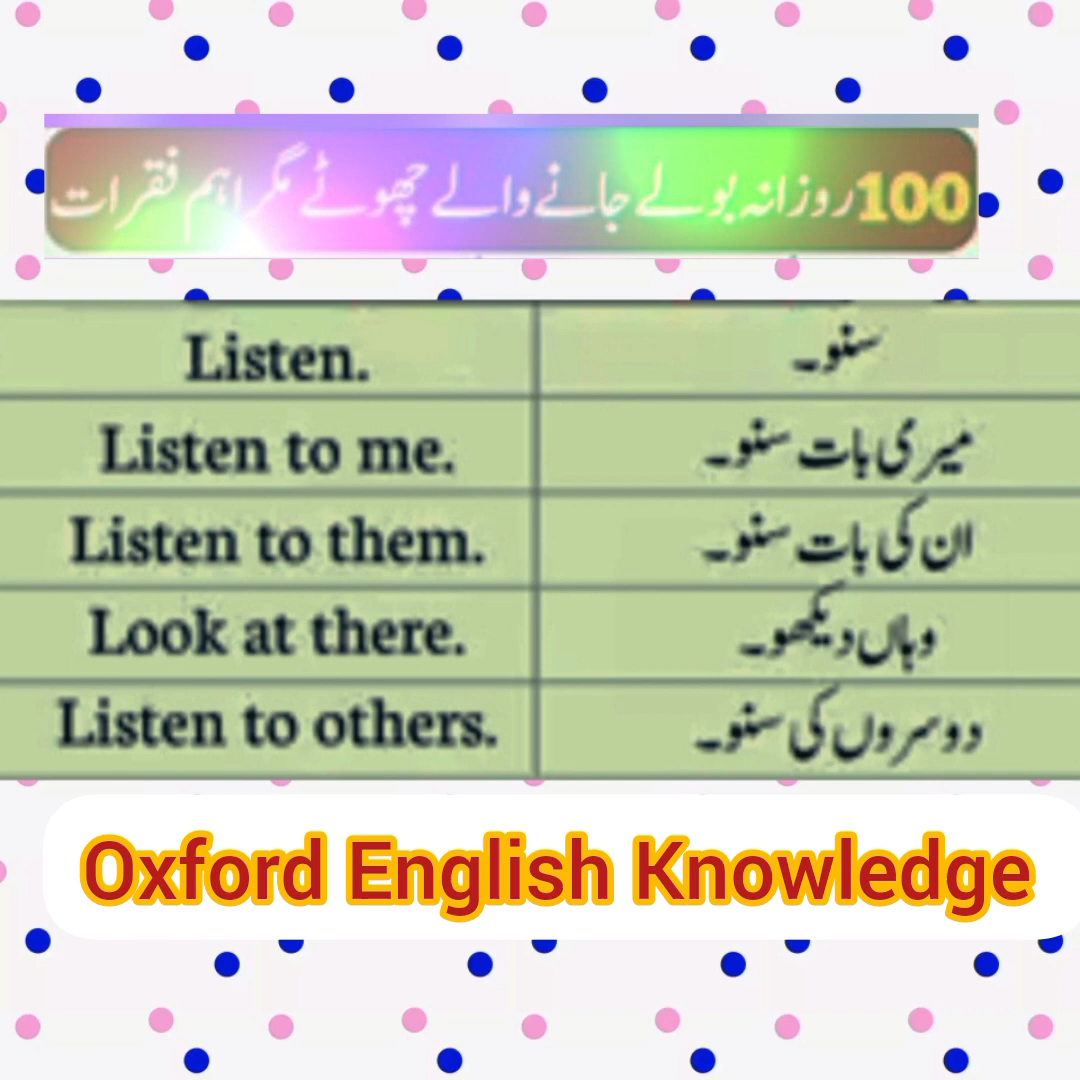 100 روزانہ بولے جانے والے چھوٹے مگر اہم فقرات
Listen. سنو۔
Listen to me. میری بات سنو۔
Listen to them. ان کی بات سنو۔
Look at there. وہاں دیکھو۔
Listen to others. دوسروں کی سنو۔
Oxford English Knowledge